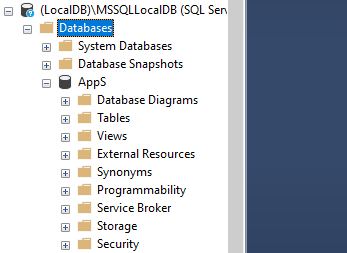 (LocalDB)\MSSQLLocalDB (SQL Ser
Databases
System Databases
Database Snapshots
AppS
Database Diagrams
Tables
Views
External Resources
Synonyms
Programmability
Service Broker
Storage
Security